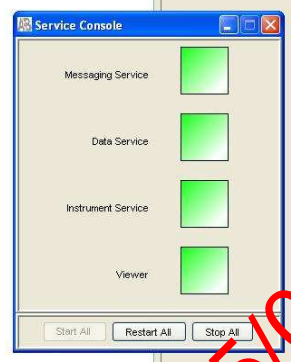 Service Console
Messaging Service
Data Service
Instrument Service
Viewer
Start All
Restart All
Stop All